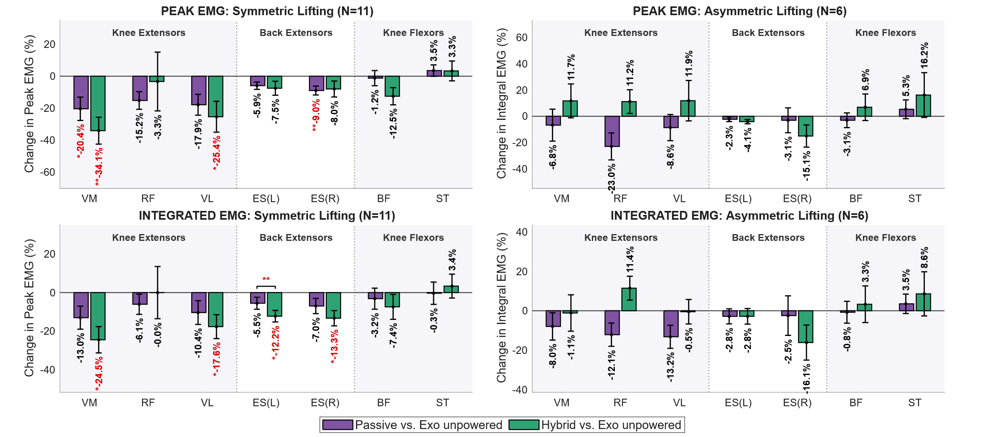 PEAK EMG: Symmetric Lifting (N=11)
Change in Peak EMG (%)
20
0
-20
-40
-60
Knee Extensors
Back Extensors
Knee Flexors
*-20.4%
**-34.1%
-15.2%
-3.3%
-17.9%
*-25.4%
-5.9%
-7.5%
**-9.0%
-8.0%
-1.2%
-12.5%
3.5%
3.3%
VM
RF
VL
ES(L)
ES(R)
BF
ST
PEAK EMG: Asymmetric Lifting (N=6)
Change in Integral EMG (%)
60
40
20
0
-20
-40
Knee Extensors
Back Extensors
Knee Flexors
-6.8%
11.7%
-23.0%
11.2%
-8.6%
11.9%
-2.3%
-4.1%
-3.1%
-15.1%
-3.1%
6.9%
5.3%
16.2%
VM
RF
VL
ES(L)
ES(R)
BF
ST
INTEGRATED EMG: Symmetric Lifting (N=11)
Change in Peak EMG (%)
20
0
-20
-40
Knee Extensors
Back Extensors
Knee Flexors
-13.0%
*-24.5%
-6.1%
-0.0%
-10.4%
*-17.6%
**
-5.5%
*-12.2%
-7.0%
*-13.3%
-3.2%
-7.4%
-0.3%
3.4%
VM
RF
VL
ES(L)
ES(R)
BF
ST
INTEGRATED EMG: Asymmetric Lifting (N=6)
Change in Integral EMG (%)
40
20
0
-20
-40
Knee Extensors
Back Extensors
Knee Flexors
-8.0%
-1.1%
-12.1%
11.4%
-13.2%
-0.5%
-2.8%
-2.8%
-2.5%
-16.1%
-0.8%
3.3%
3.5%
8.6%
VM
RF
VL
ES(L)
ES(R)
BF
ST
Passive vs. Exo unpowered
Hybrid vs. Exo unpowered